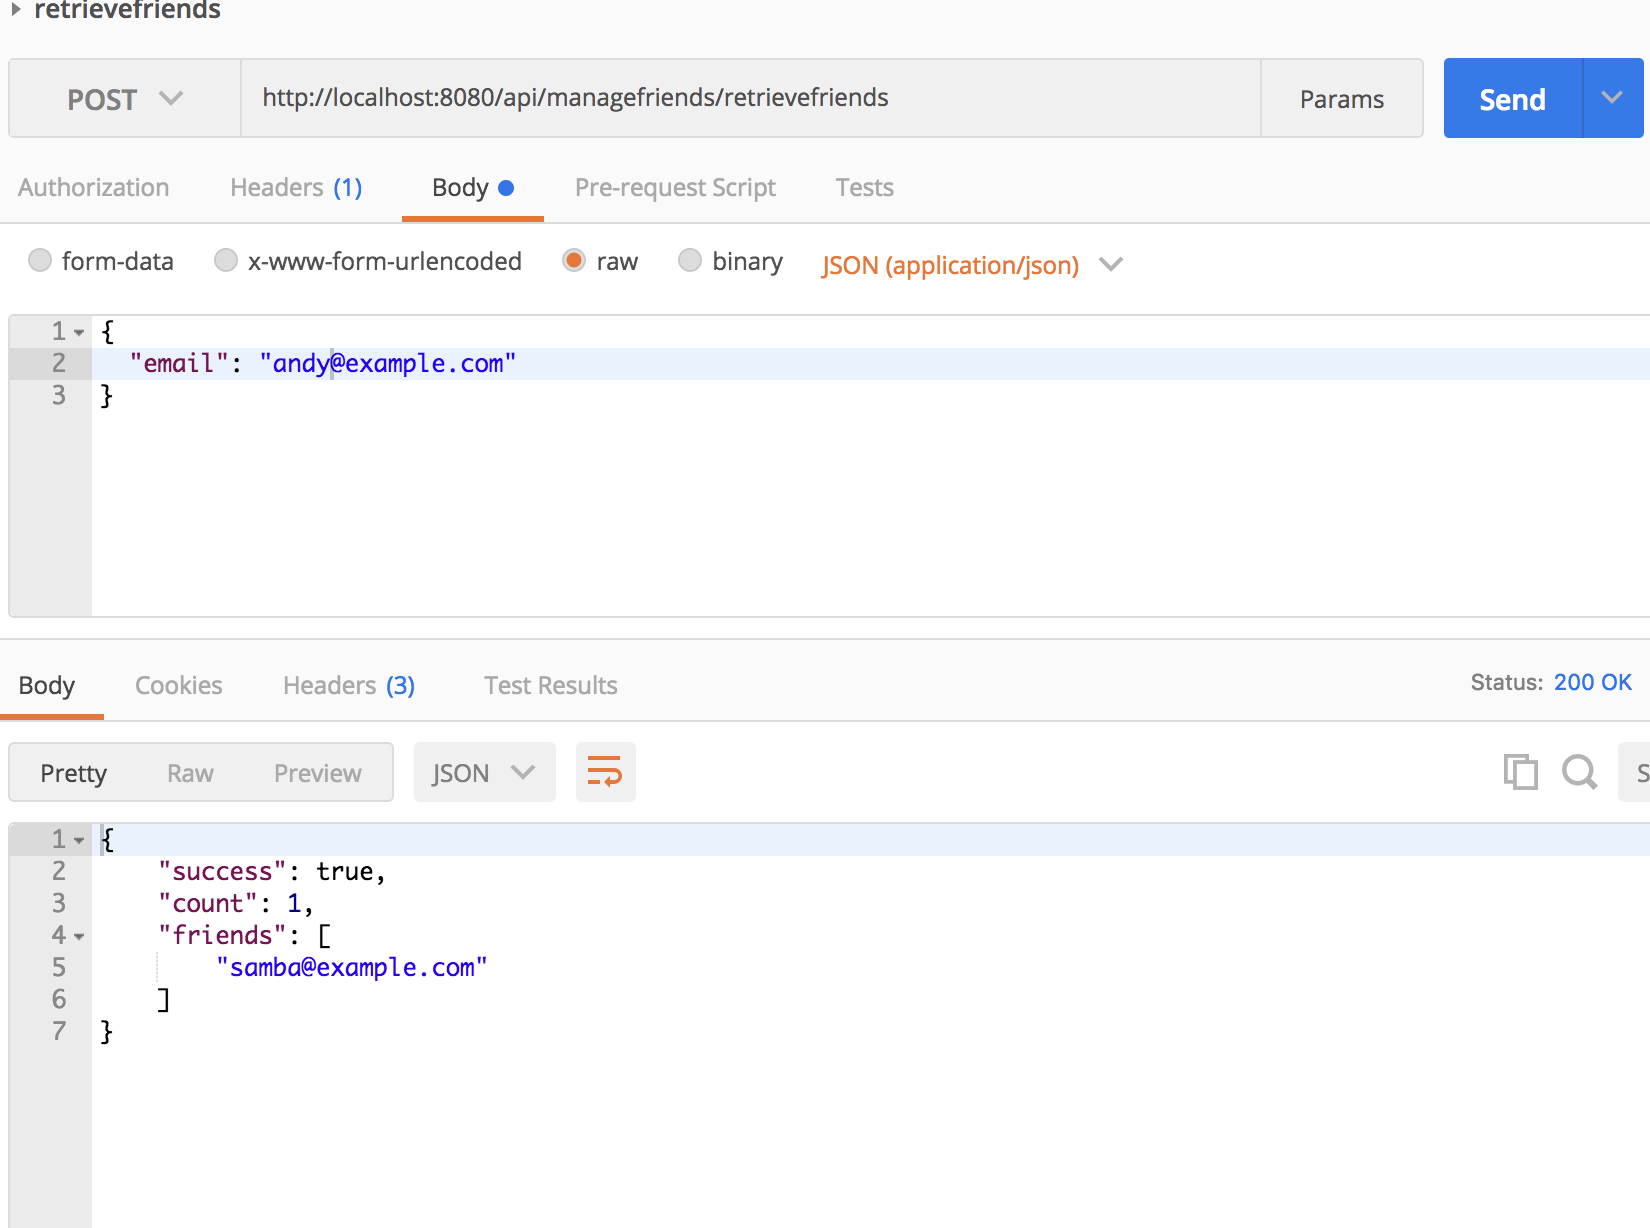 retrievefriends
POST http://localhost:8080/api/managefriends/retrievefriends Params Send
Authorization Headers (1) Body Pre-request Script Tests
form-data x-www-form-urlencoded raw binary JSON (application/json)
1 {
2 "email": "andy@example.com"
3 }
Body Cookies Headers (3) Test Results Status: 200 OK
Pretty Raw Preview JSON S
1 {
2 "success": true,
3 "count": 1,
4 "friends": [
5 "samba@example.com"
6 ]
7 }